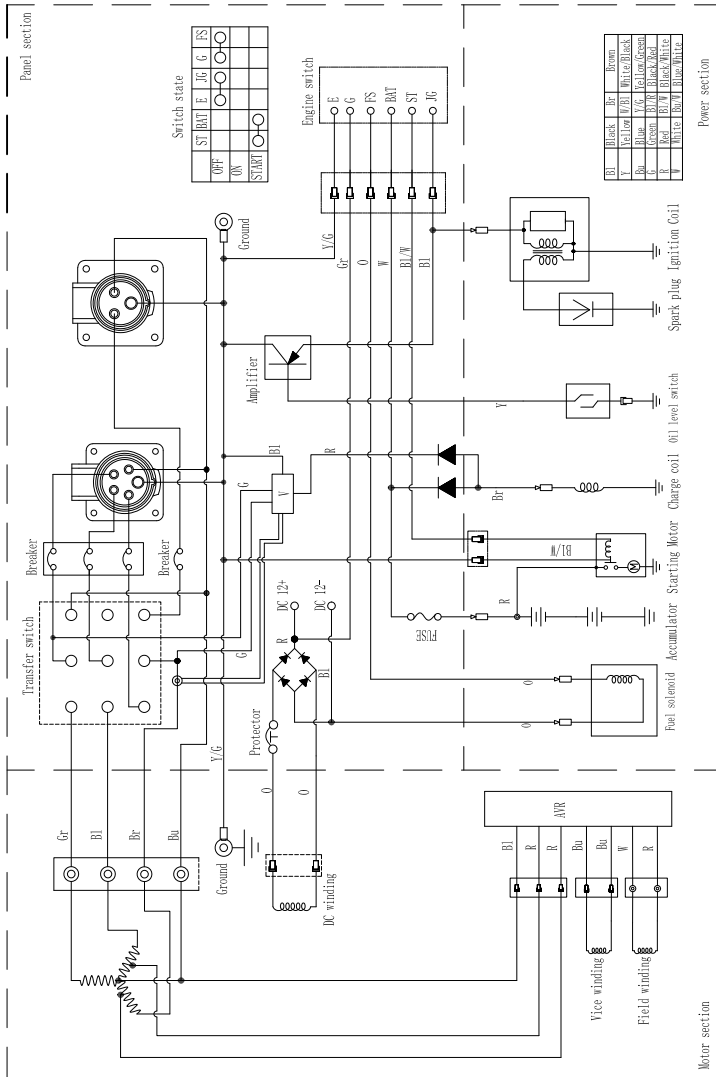 Panel section
Switch state
ST BAT E JG G FS
OFF
ON
START
Engine switch
E
G
FS
BAT
ST
JG
Bl Black Br Brown
Y Yellow W/Bl White/Black
Bu Blue Y/G Yellow/Green
G Green Bl/R Black/Red
R Red Bl/W Black/White
W White Bu/W Blue/White
Power section
Ground
Y/G
Gr
O
W
Bl/W
Bl
Amplifier
Spark plug
Ignition Coil
Oil level switch
Y
Charge coil
Br
Starting Motor
Bl/W
M
Accumulator
R
FUSE
Fuel solenoid
O
O
Breaker
Breaker
Transfer switch
G
G
Bl
R
V
DC 12+
DC 12-
R
Bl
Protector
O
O
Y/G
Gr
Bl
Br
Bu
Ground
DC winding
AVR
Bl
R
R
Bu
Bu
W
R
Vice winding
Field winding
Motor section